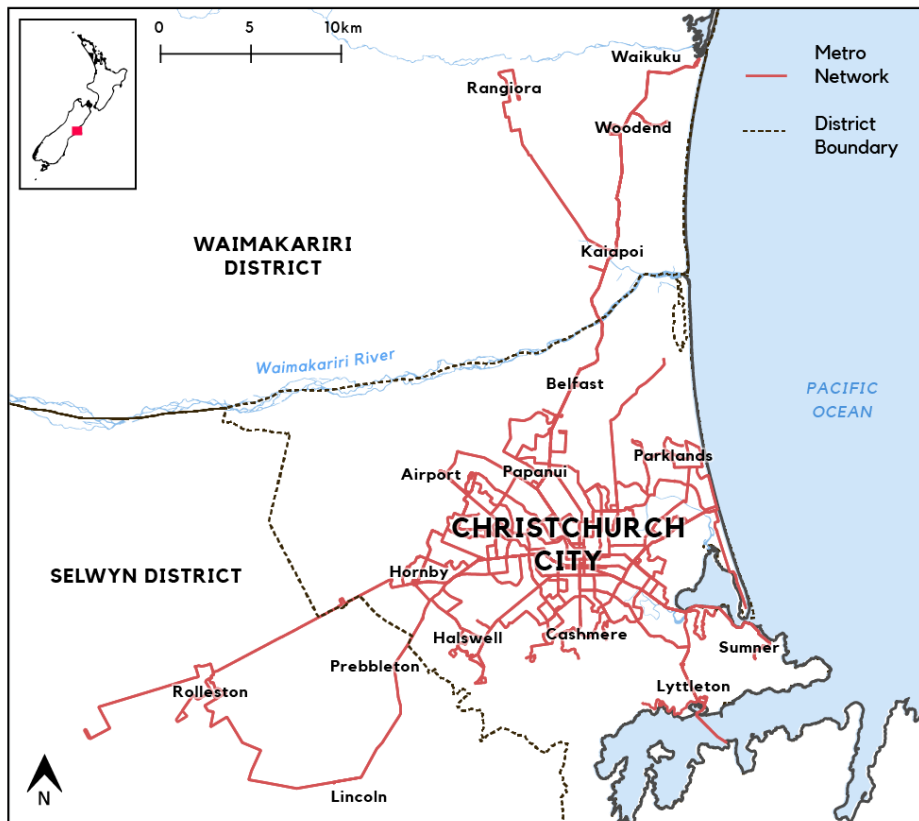 0 5 10km
Waikuku
Metro
Network
Rangiora
District
Boundary
Woodend
WAIMAKARIRI
DISTRICT
Kaiapoi
Waimakariri River
Belfast
PACIFIC
OCEAN
Parklands
Airport
Papanui
CHRISTCHURCH
CITY
Hornby
SELWYN DISTRICT
Halswell
Cashmere
Sumner
Prebbleton
Rolleston
Lyttleton
N
Lincoln